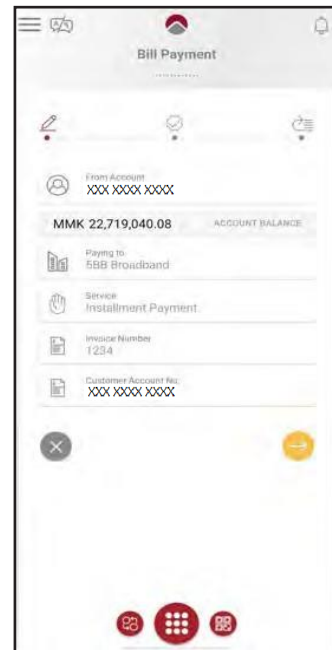 Bill Payment
From Account
XXX XXXX XXXX
MMK 22,719,040.08 ACCOUNT BALANCE
Paying to
5BB Broadband
Service
Installment Payment
Invoice Number
1234
Customer Account No.
XXX XXXX XXXX